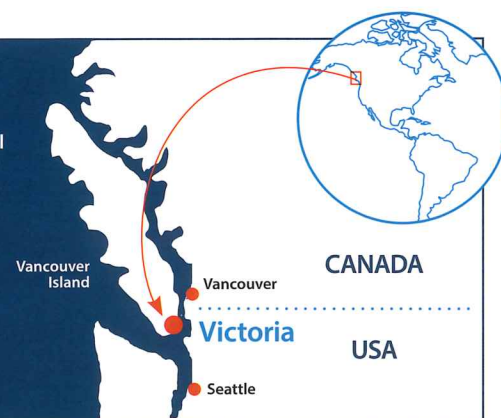 Vancouver
Island
Vancouver
CANADA
Victoria
USA
Seattle